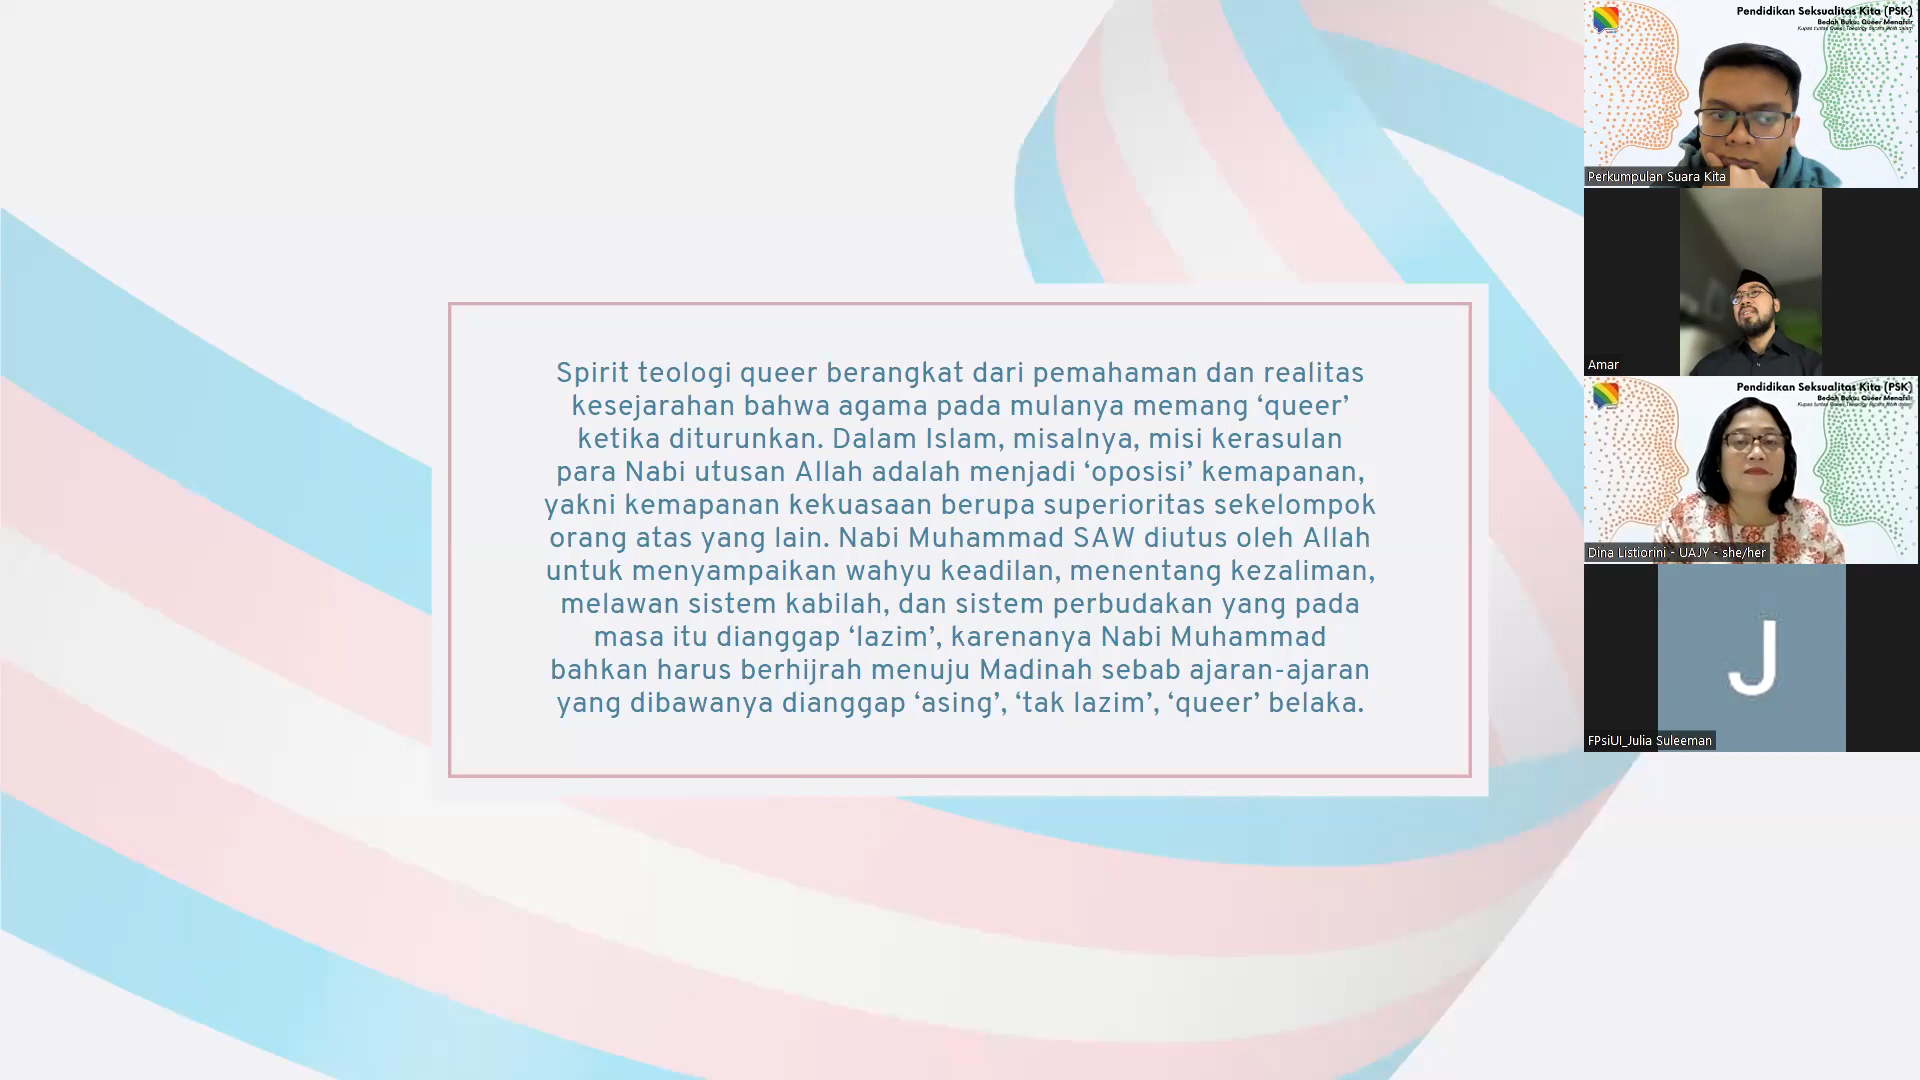 Spirit teologi queer berangkat dari pemahaman dan realitas
kesejarahan bahwa agama pada mulanya memang ‘queer’
ketika diturunkan. Dalam Islam, misalnya, misi kerasulan
para Nabi utusan Allah adalah menjadi ‘oposisi’ kemapanan,
yakni kemapanan kekuasaan berupa superioritas sekelompok
orang atas yang lain. Nabi Muhammad SAW diutus oleh Allah
untuk menyampaikan wahyu keadilan, menentang kezaliman,
melawan sistem kabilah, dan sistem perbudakan yang pada
masa itu dianggap ‘lazim’, karenanya Nabi Muhammad
bahkan harus berhijrah menuju Madinah sebab ajaran-ajaran
yang dibawanya dianggap ‘asing’, ‘tak lazim’, ‘queer’ belaka.
Pendidikan Seksualitas Kita (PSK)
Bedah Buku: Queer Menafsir
Perkumpulan Suara Kita
Amar
Pendidikan Seksualitas Kita (PSK)
Bedah Buku: Queer Menafsir
Dina Listiorini - UAJY - she/her
J
FPsiUI_Julia Suleeman